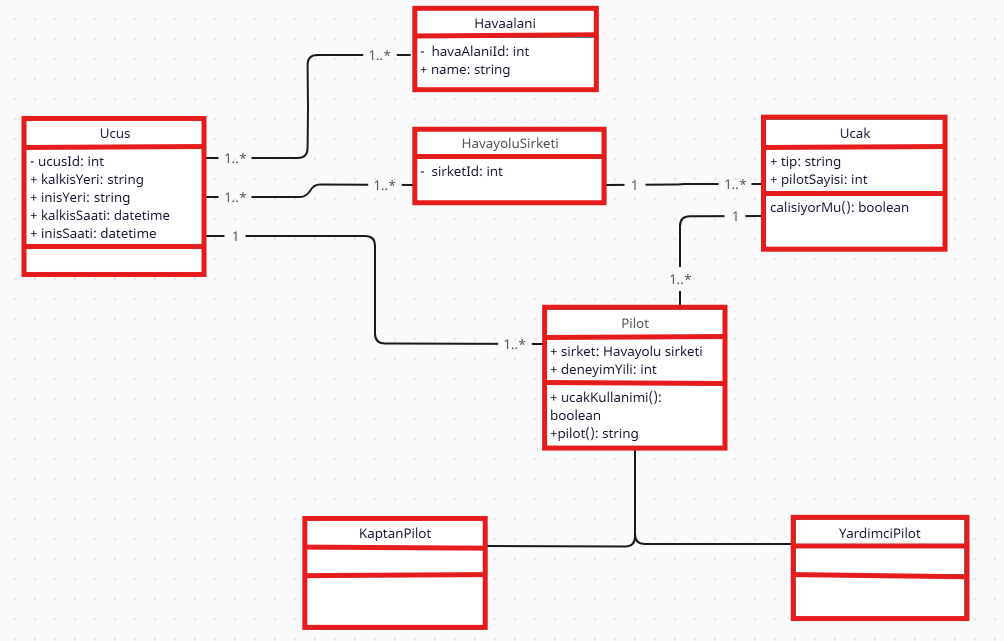 Havaalani
- havaAlaniId: int
+ name: string
1..*
Ucus
- ucusId: int
+ kalkisYeri: string
+ inisYeri: string
+ kalkisSaati: datetime
+ inisSaati: datetime
1..*
1..*
1
HavayoluSirketi
- sirketId: int
1..*
1
1..*
Ucak
+ tip: string
+ pilotSayisi: int
calisiyorMu(): boolean
1
1..*
1..*
Pilot
+ sirket: Havayolu sirketi
+ deneyimYili: int
+ ucakKullanimi():
boolean
+pilot(): string
KaptanPilot
YardimciPilot